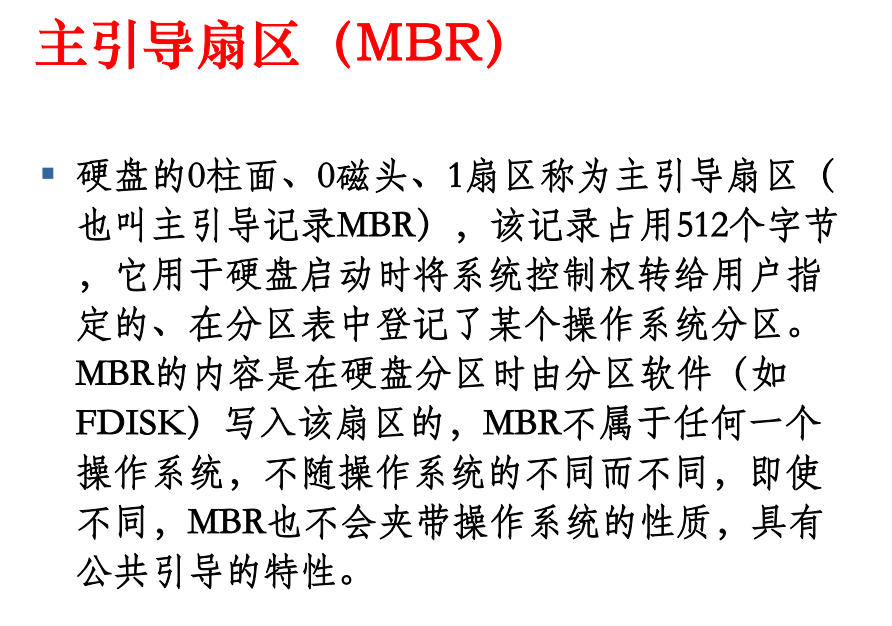 主引导扇区（MBR）
▪ 硬盘的0柱面、0磁头、1扇区称为主引导扇区（
也叫主引导记录MBR），该记录占用512个字节
，它用于硬盘启动时将系统控制权转给用户指
定的、在分区表中登记了某个操作系统分区。
MBR的内容是在硬盘分区时由分区软件（如
FDISK）写入该扇区的，MBR不属于任何一个
操作系统，不随操作系统的不同而不同，即使
不同，MBR也不会夹带操作系统的性质，具有
公共引导的特性。